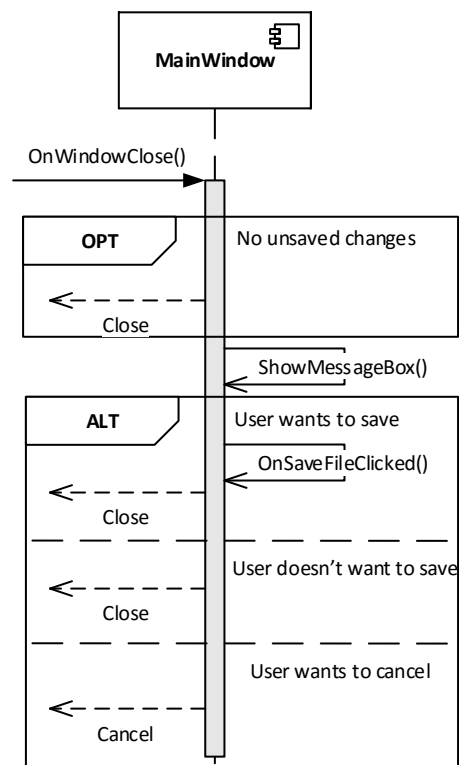 MainWindow
OnWindowClose()
OPT
No unsaved changes
Close
ShowMessageBox()
ALT
User wants to save
OnSaveFileClicked()
Close
User doesn't want to save
Close
User wants to cancel
Cancel